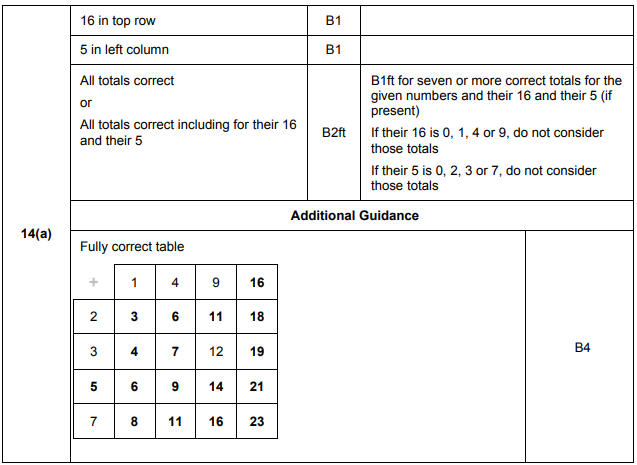 16 in top row B1
5 in left column B1
All totals correct
or
All totals correct including for their 16
and their 5
B2ft
B1ft for seven or more correct totals for the
given numbers and their 16 and their 5 (if
present)
If their 16 is 0, 1, 4 or 9, do not consider
those totals
If their 5 is 0, 2, 3 or 7, do not consider
those totals
14(a)
Additional Guidance
Fully correct table
+ 1 4 9 16
2 3 6 11 18
3 4 7 12 19
5 6 9 14 21
7 8 11 16 23
B4